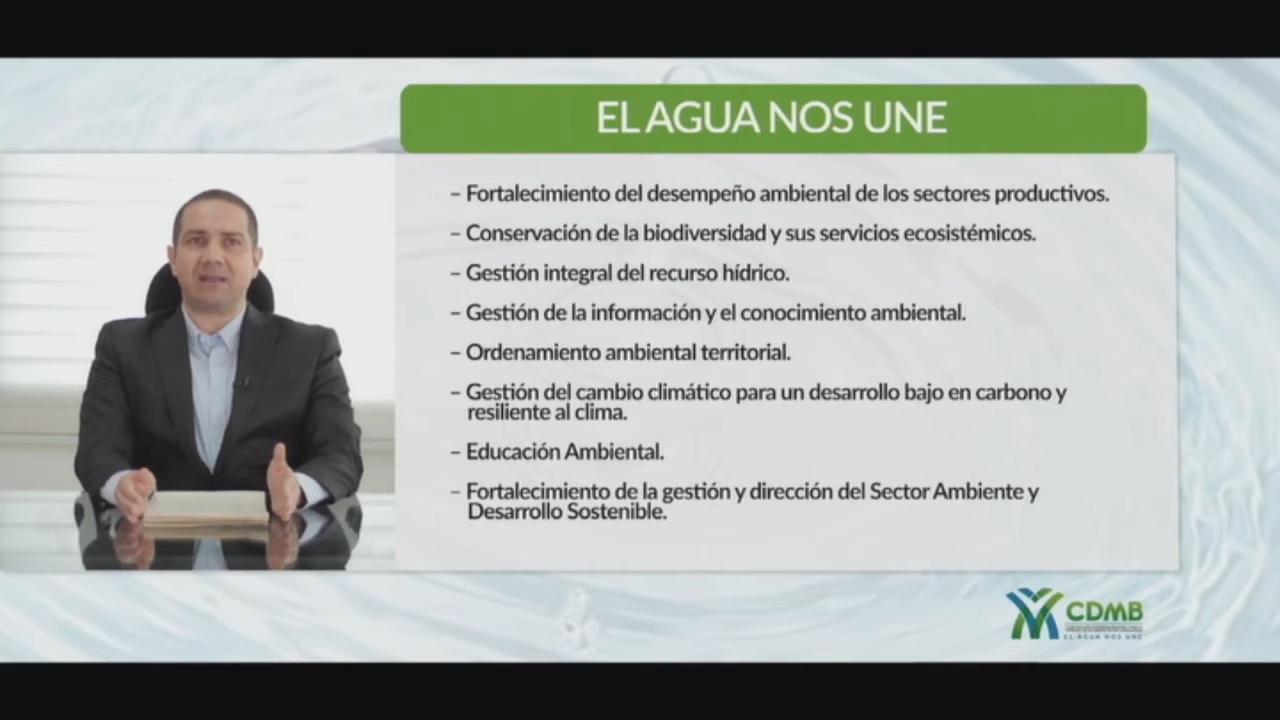 EL AGUA NOS UNE
– Fortalecimiento del desempeño ambiental de los sectores productivos.
– Conservación de la biodiversidad y sus servicios ecosistémicos.
– Gestión integral del recurso hídrico.
– Gestión de la información y el conocimiento ambiental.
– Ordenamiento ambiental territorial.
– Gestión del cambio climático para un desarrollo bajo en carbono y
resiliente al clima.
– Educación Ambiental.
– Fortalecimiento de la gestión y dirección del Sector Ambiente y
Desarrollo Sostenible.
CDMB
EL AGUA NOS UNE